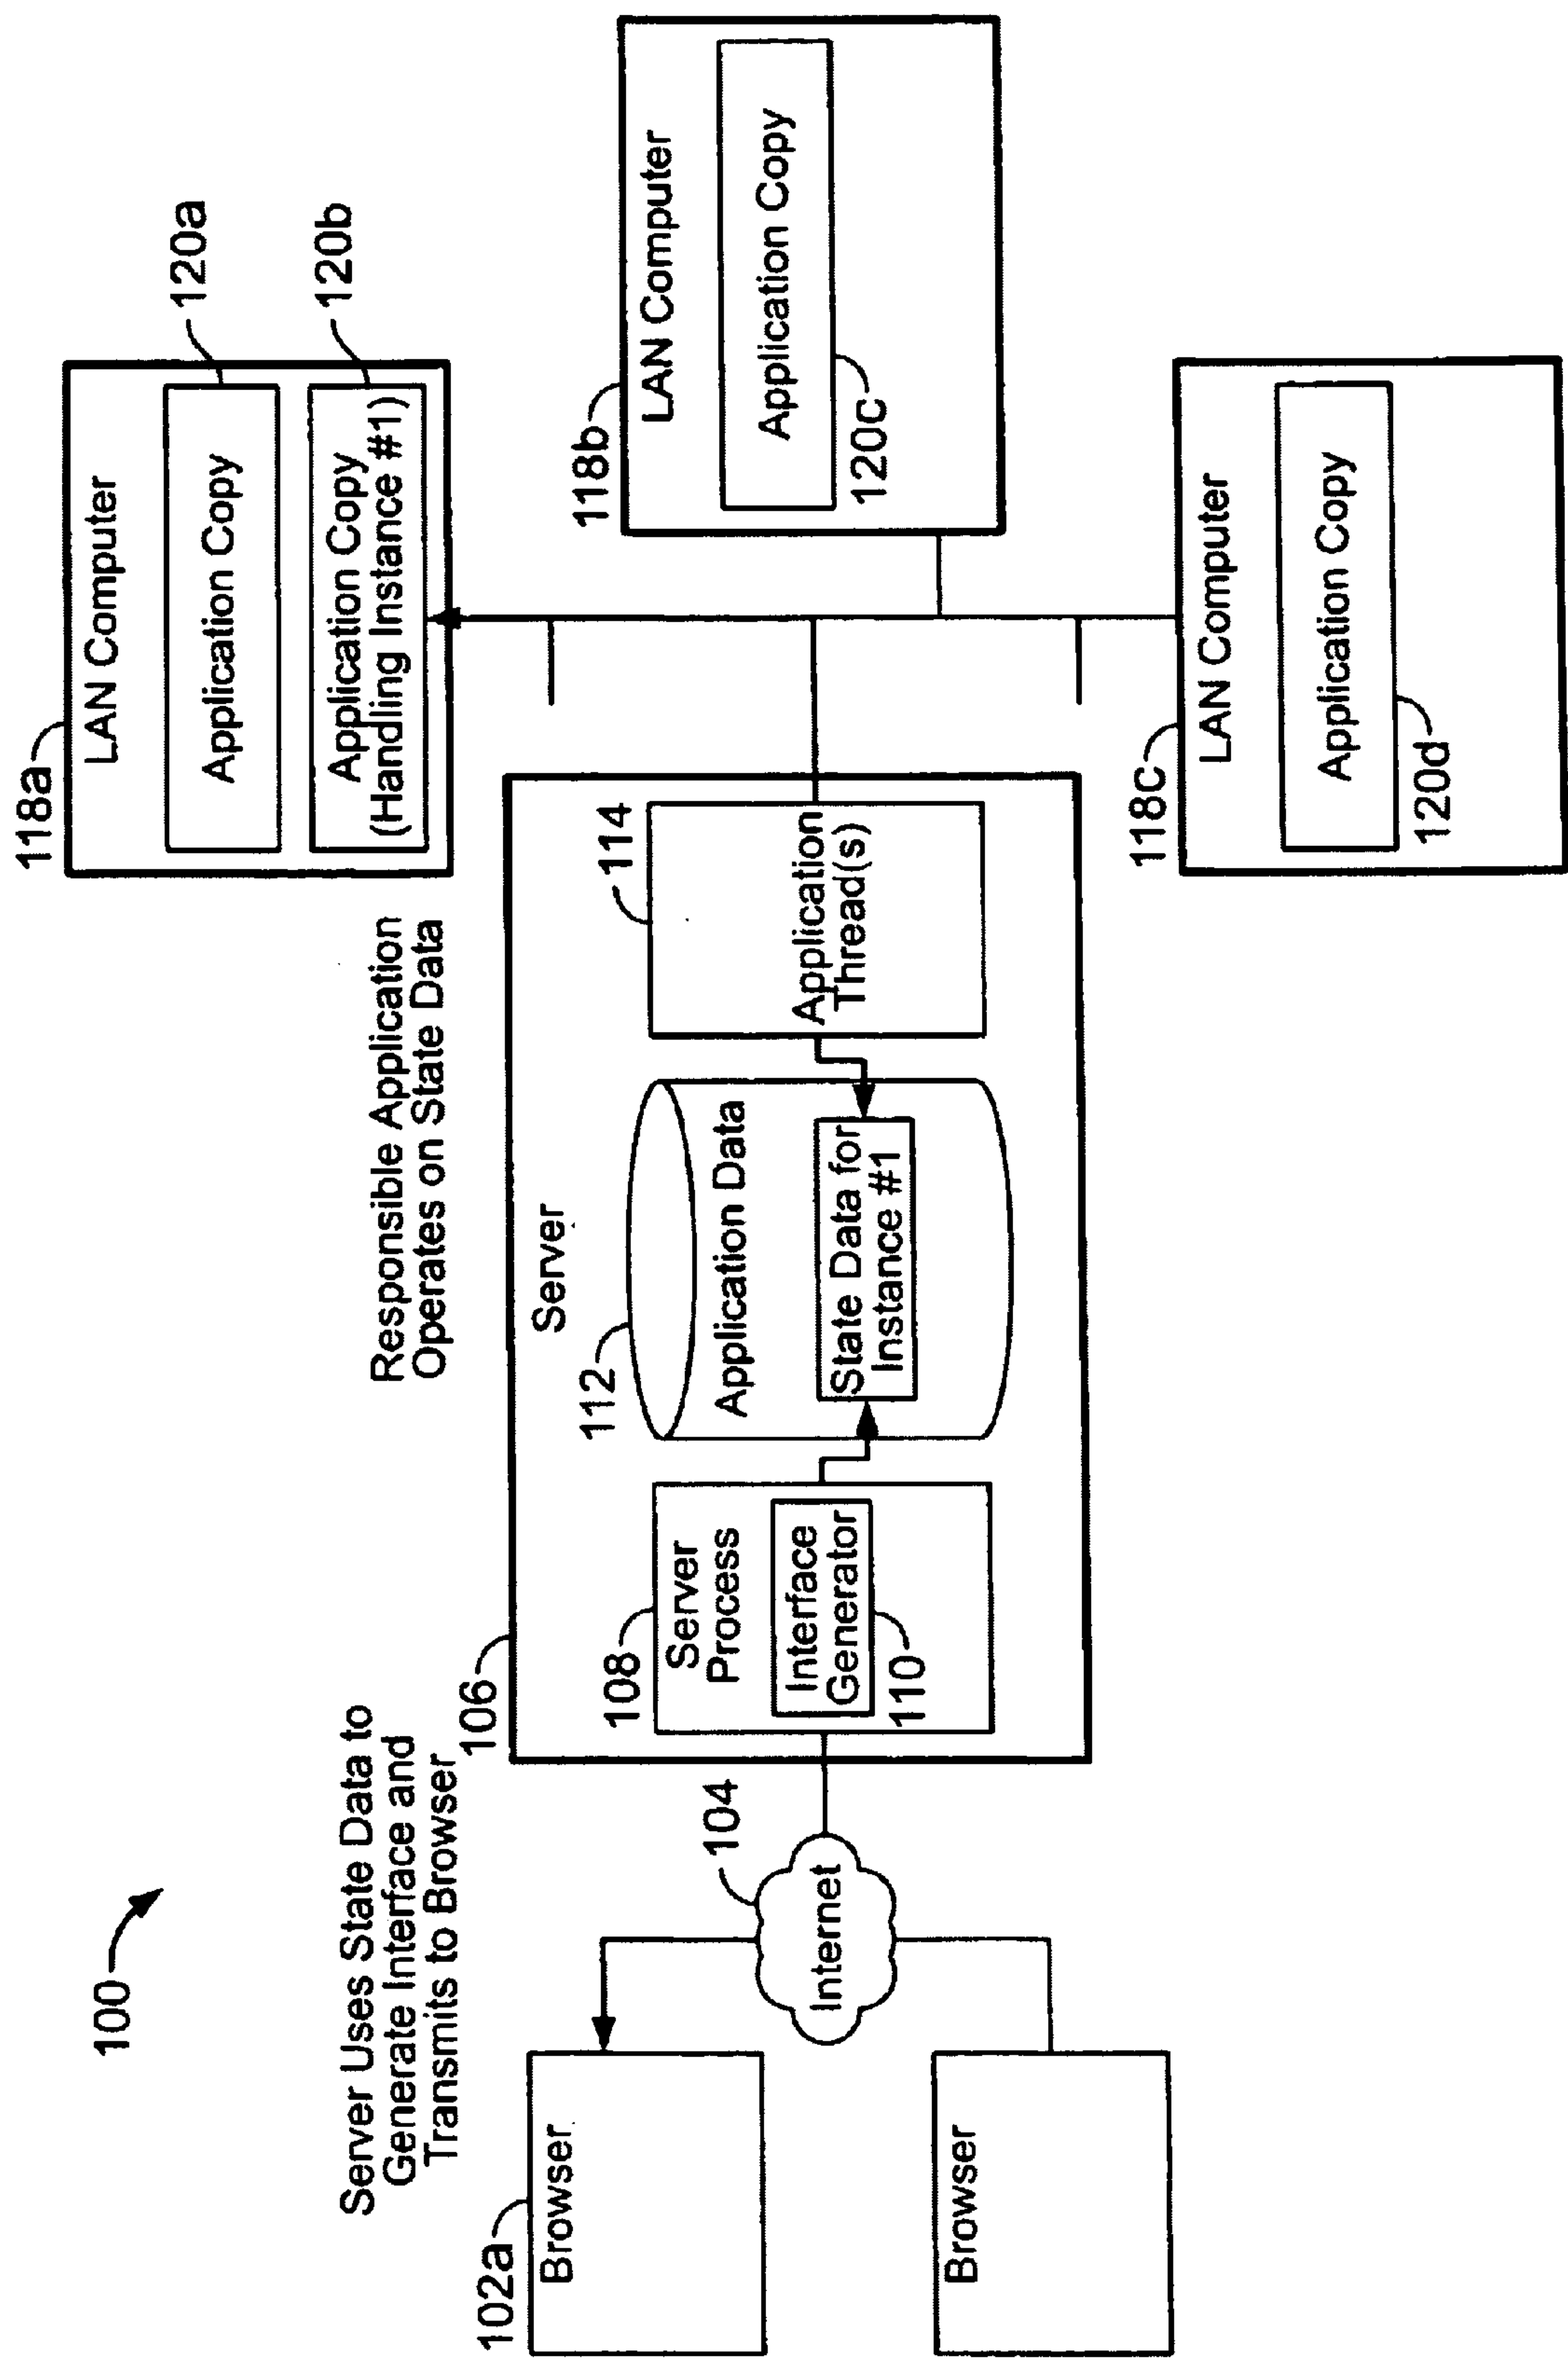 100
Server Uses State Data to
Generate Interface and
Transmits to Browser
Responsible Application
Operates on State Data
102a
Browser
Browser
104
Internet
106
Server
108
Server
Process
Interface
Generator
110
112
Application Data
State Data for
Instance #1
114
Application
Thread(s)
118a
LAN Computer
Application Copy
120a
Application Copy
(Handling Instance #1)
120b
118b
LAN Computer
Application Copy
120c
118c
LAN Computer
Application Copy
120d